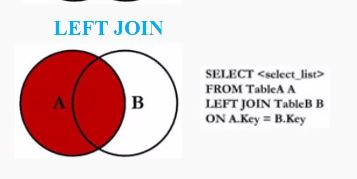 LEFT JOIN
A
B
SELECT <select_list>
FROM TableA A
LEFT JOIN TableB B
ON A.Key = B.Key